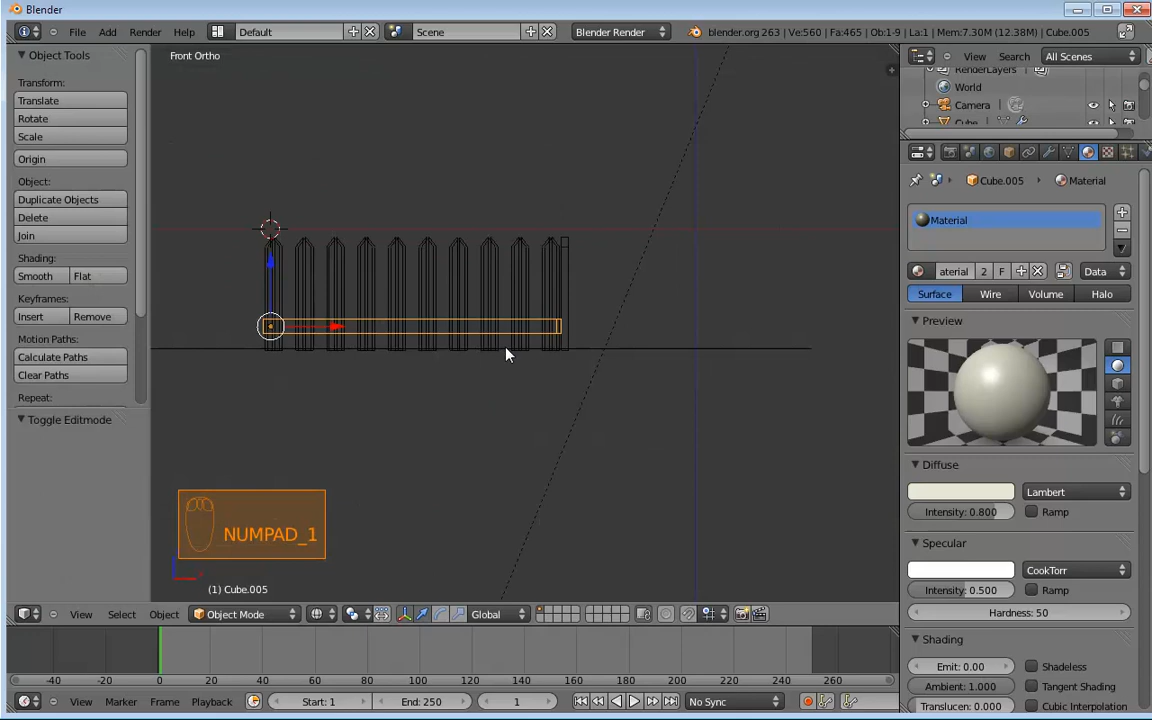 Blender
File Add Render Help Default Scene Blender Render blender.org 263 | Ve:560 | Fa:465 | Ob:1-9 | La:1 | Mem:7.30M (12.38M) | Cube.005
Object Tools
Transform:
Translate
Rotate
Scale
Origin
Object:
Duplicate Objects
Delete
Join
Shading:
Smooth Flat
Keyframes:
Insert Remove
Motion Paths:
Calculate Paths
Clear Paths
Repeat:
Toggle Editmode
Front Ortho
NUMPAD_1
(1) Cube.005
View Select Object Object Mode Global
-40 -20 0 20 40 60 80 100 120 140 160 180 200 220 240 260
View Marker Frame Playback Start: 1 End: 250 1 No Sync
View Search All Scenes
RenderLayers
World
Camera
Cube
Cube.005 Material
Material
aterial 2 F Data
Surface Wire Volume Halo
Preview
Diffuse
Lambert
Intensity: 0.800 Ramp
Specular
CookTorr
Intensity: 0.500 Ramp
Hardness: 50
Shading
Emit: 0.00 Shadeless
Ambient: 1.000 Tangent Shading
Translucen: 0.000 Cubic Interpolation